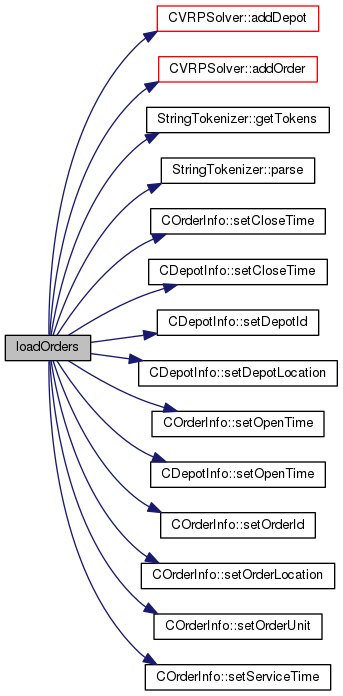 CVRPSolver::addDepot
CVRPSolver::addOrder
StringTokenizer::getTokens
StringTokenizer::parse
COrderInfo::setCloseTime
CDepotInfo::setCloseTime
CDepotInfo::setDepotId
loadOrders
CDepotInfo::setDepotLocation
COrderInfo::setOpenTime
CDepotInfo::setOpenTime
COrderInfo::setOrderId
COrderInfo::setOrderLocation
COrderInfo::setOrderUnit
COrderInfo::setServiceTime